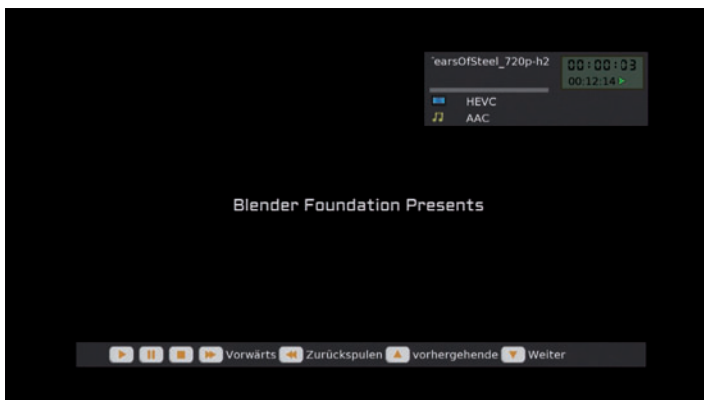 'earsOfSteel_720p-h2
00:00:03
00:12:14
HEVC
AAC
Blender Foundation Presents
Vorwärts Zurückspulen vorhergehende Weiter